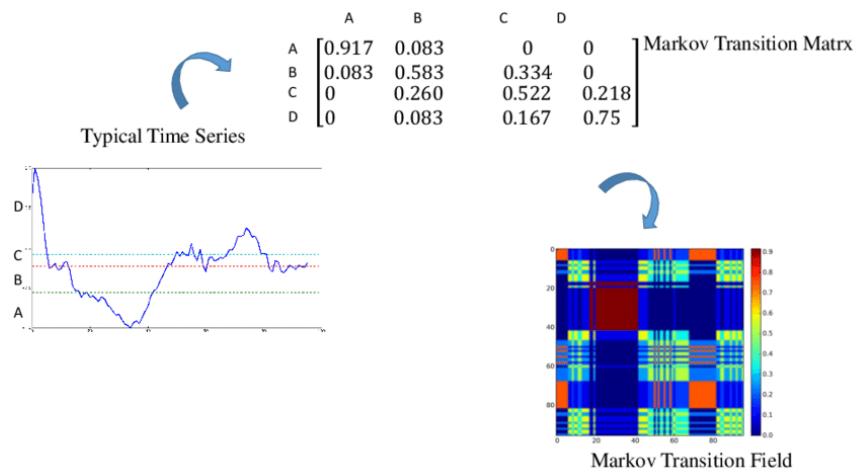 A B C D
A 0.917 0.083 0 0
B 0.083 0.583 0.334 0
C 0 0.260 0.522 0.218
D 0 0.083 0.167 0.75
Markov Transition Matrx
Typical Time Series
D
C
B
A
0
20
40
60
80
0 20 40 60 80
0.9
0.8
0.7
0.6
0.5
0.4
0.3
0.2
0.1
0.0
Markov Transition Field